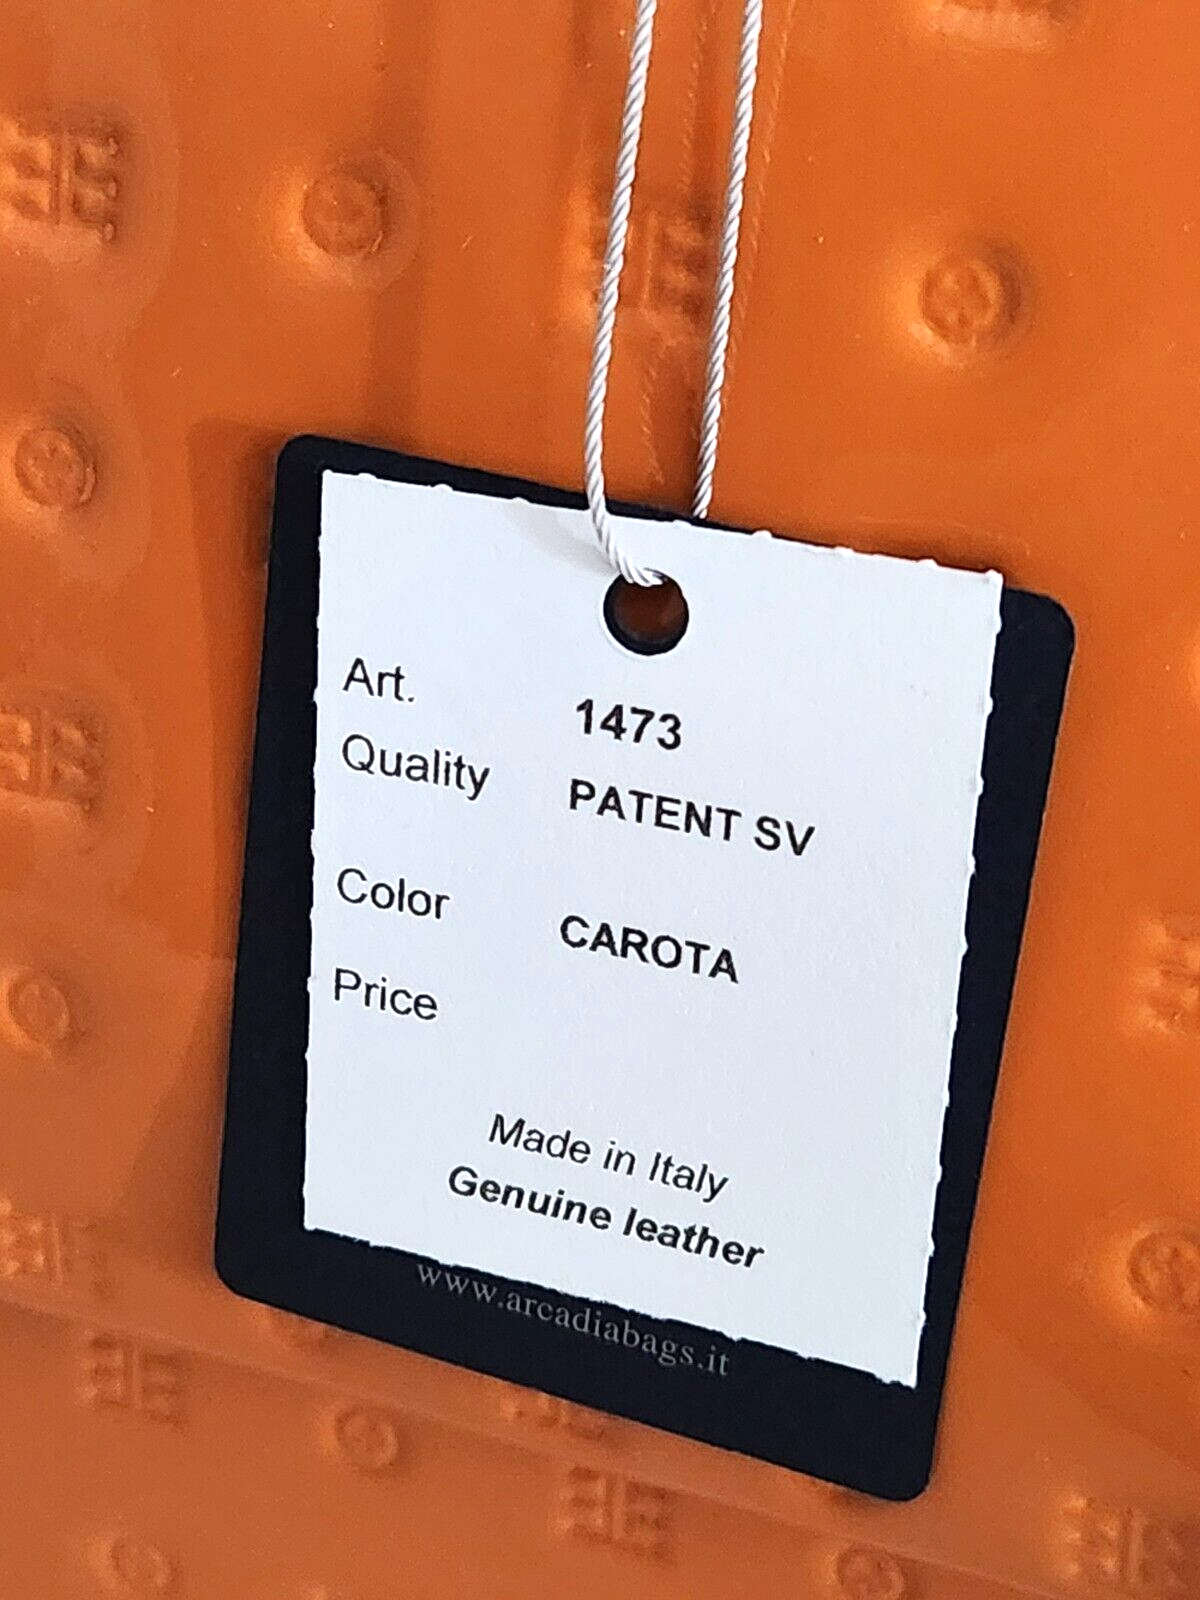 Art. 1473
Quality PATENT SV
Color CAROTA
Price
Made in Italy
Genuine leather
www.arcadiabags.it